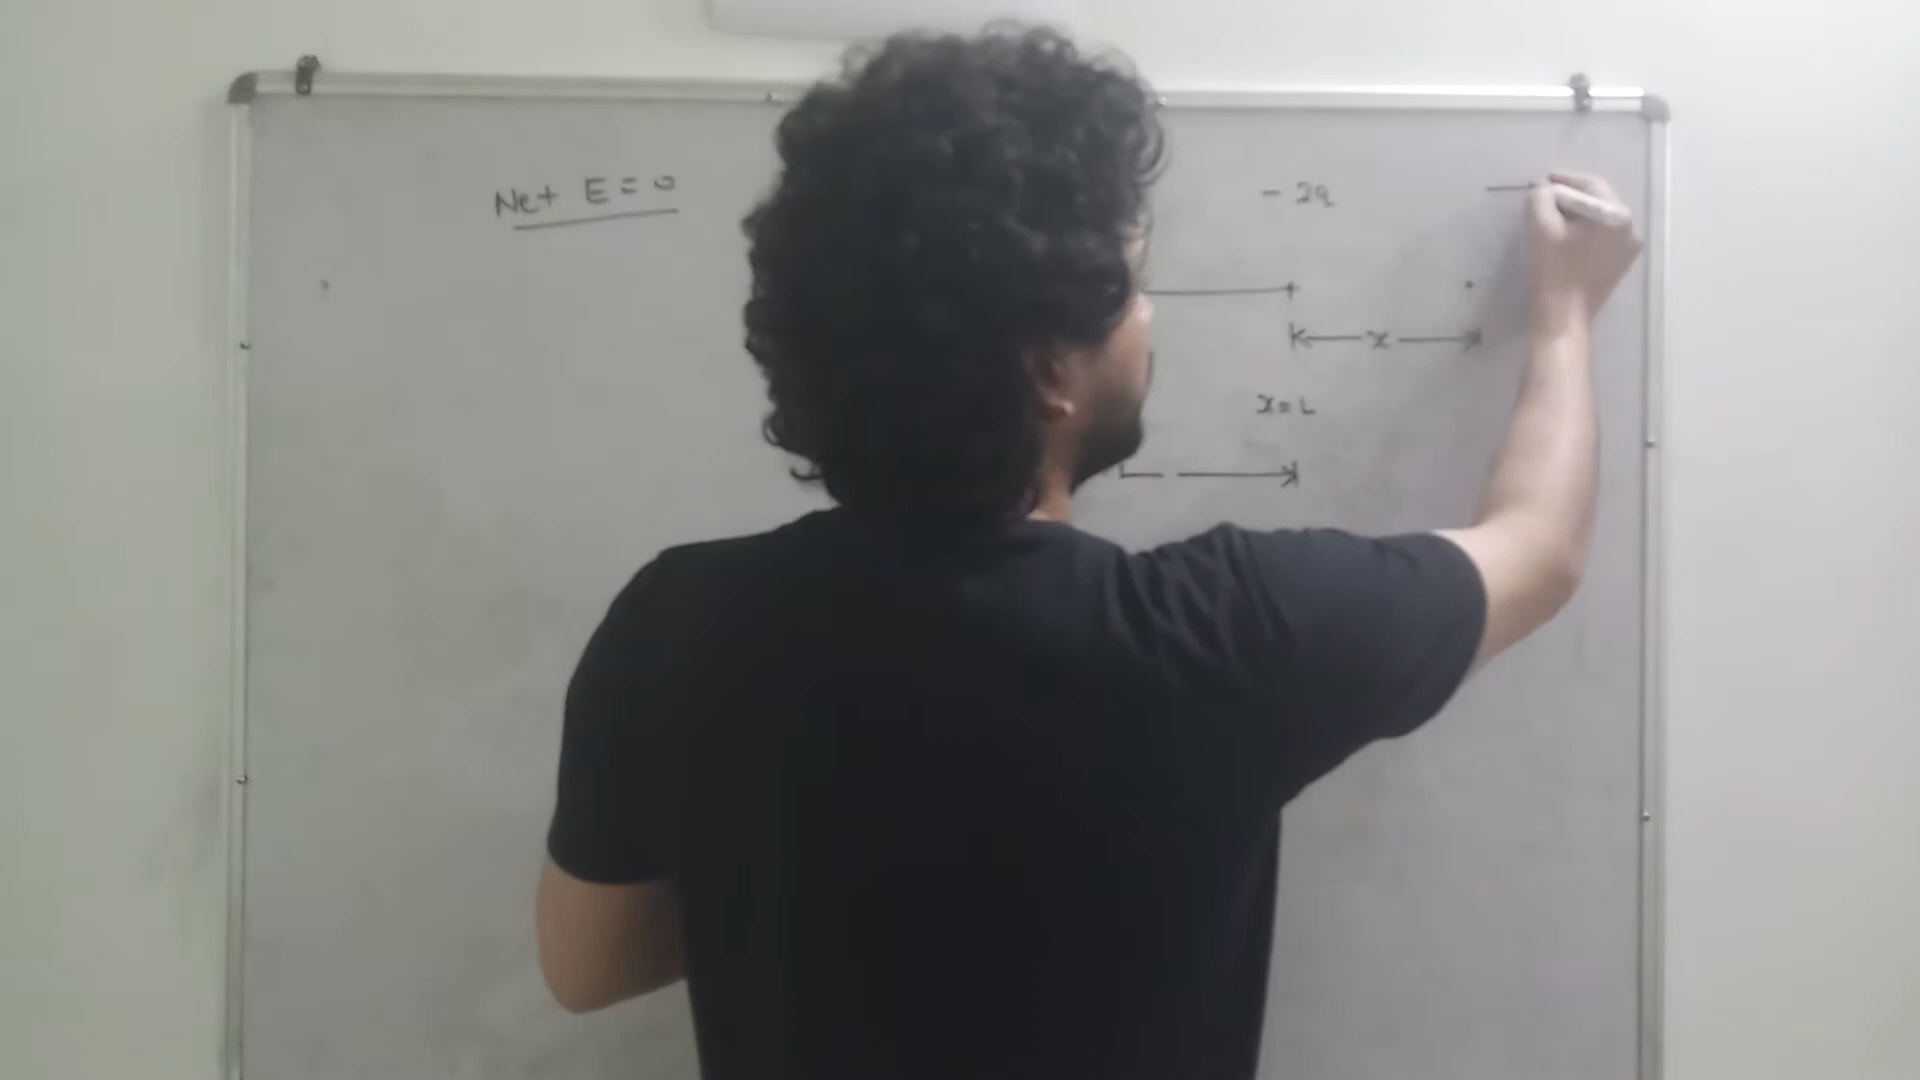 Net E = 0
- 2q
x
x = L
L